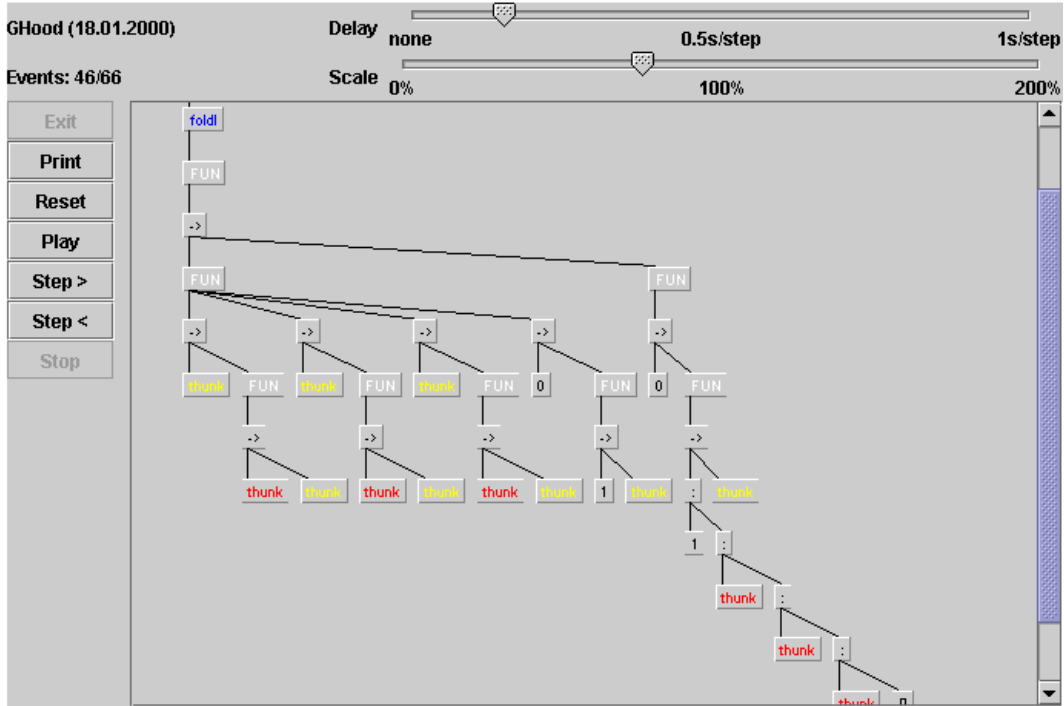 GHood (18.01.2000) Delay none 0.5s/step 1s/step
Events: 46/66 Scale 0% 100% 200%
Exit
Print
Reset
Play
Step >
Step <
Stop
foldl
FUN
->
FUN FUN
-> -> -> -> ->
thunk FUN thunk FUN thunk FUN 0 FUN 0 FUN
-> -> -> -> ->
thunk thunk thunk thunk thunk thunk 1 thunk : thunk
1 :
thunk :
thunk :
thunk